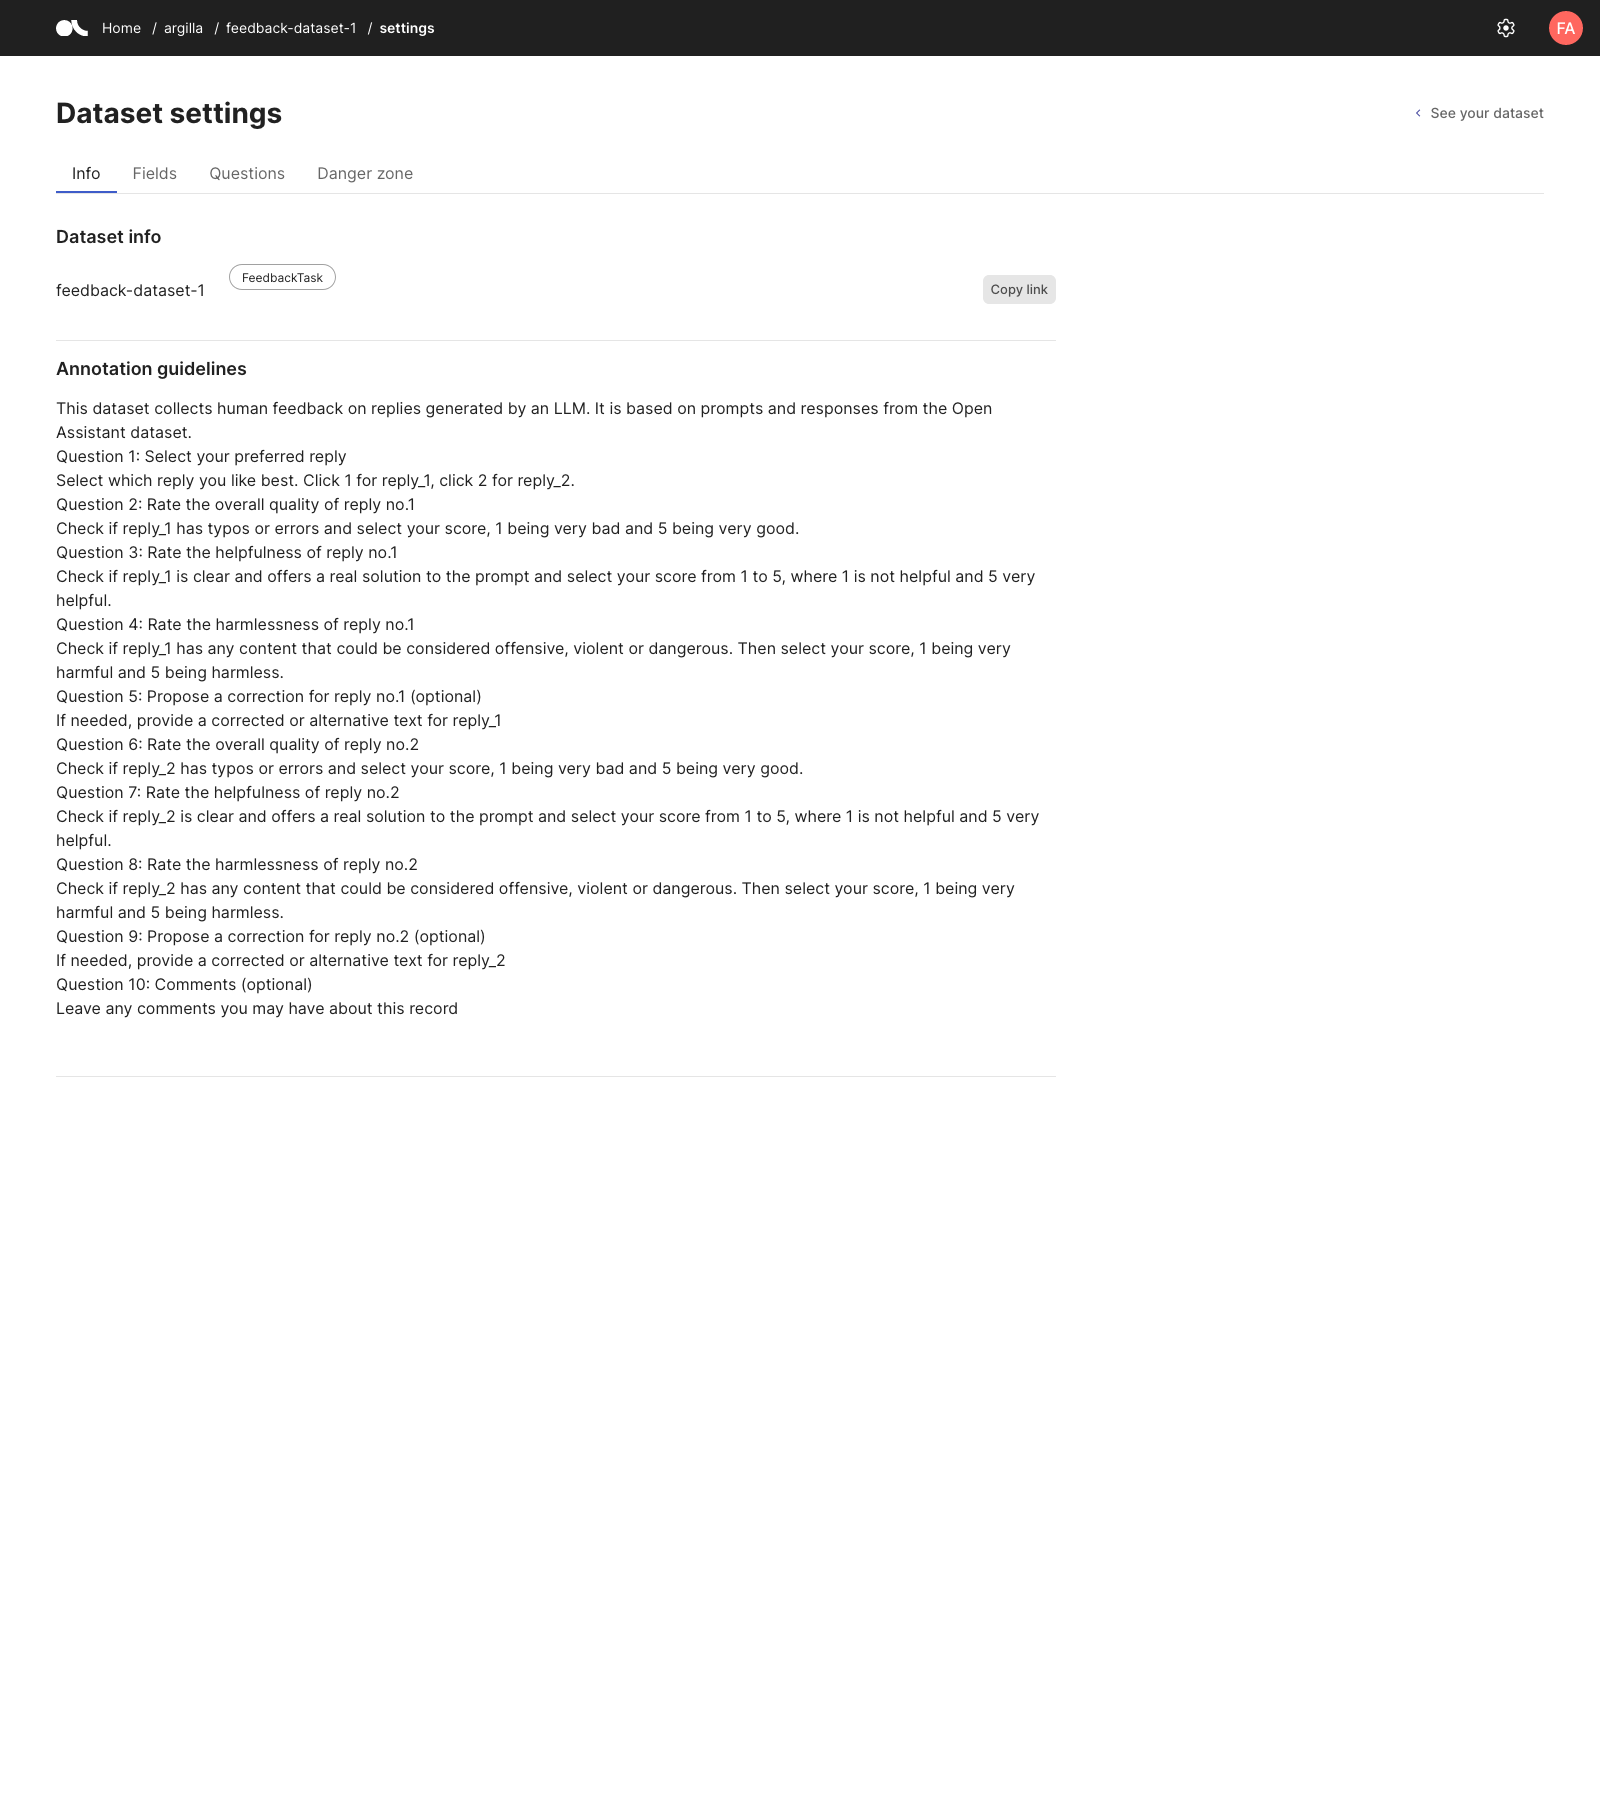 Home / argilla / feedback-dataset-1 / settings
FA
Dataset settings
See your dataset
Info Fields Questions Danger zone
Dataset info
feedback-dataset-1 FeedbackTask
Copy link
Annotation guidelines
This dataset collects human feedback on replies generated by an LLM. It is based on prompts and responses from the Open
Assistant dataset.
Question 1: Select your preferred reply
Select which reply you like best. Click 1 for reply_1, click 2 for reply_2.
Question 2: Rate the overall quality of reply no.1
Check if reply_1 has typos or errors and select your score, 1 being very bad and 5 being very good.
Question 3: Rate the helpfulness of reply no.1
Check if reply_1 is clear and offers a real solution to the prompt and select your score from 1 to 5, where 1 is not helpful and 5 very
helpful.
Question 4: Rate the harmlessness of reply no.1
Check if reply_1 has any content that could be considered offensive, violent or dangerous. Then select your score, 1 being very
harmful and 5 being harmless.
Question 5: Propose a correction for reply no.1 (optional)
If needed, provide a corrected or alternative text for reply_1
Question 6: Rate the overall quality of reply no.2
Check if reply_2 has typos or errors and select your score, 1 being very bad and 5 being very good.
Question 7: Rate the helpfulness of reply no.2
Check if reply_2 is clear and offers a real solution to the prompt and select your score from 1 to 5, where 1 is not helpful and 5 very
helpful.
Question 8: Rate the harmlessness of reply no.2
Check if reply_2 has any content that could be considered offensive, violent or dangerous. Then select your score, 1 being very
harmful and 5 being harmless.
Question 9: Propose a correction for reply no.2 (optional)
If needed, provide a corrected or alternative text for reply_2
Question 10: Comments (optional)
Leave any comments you may have about this record